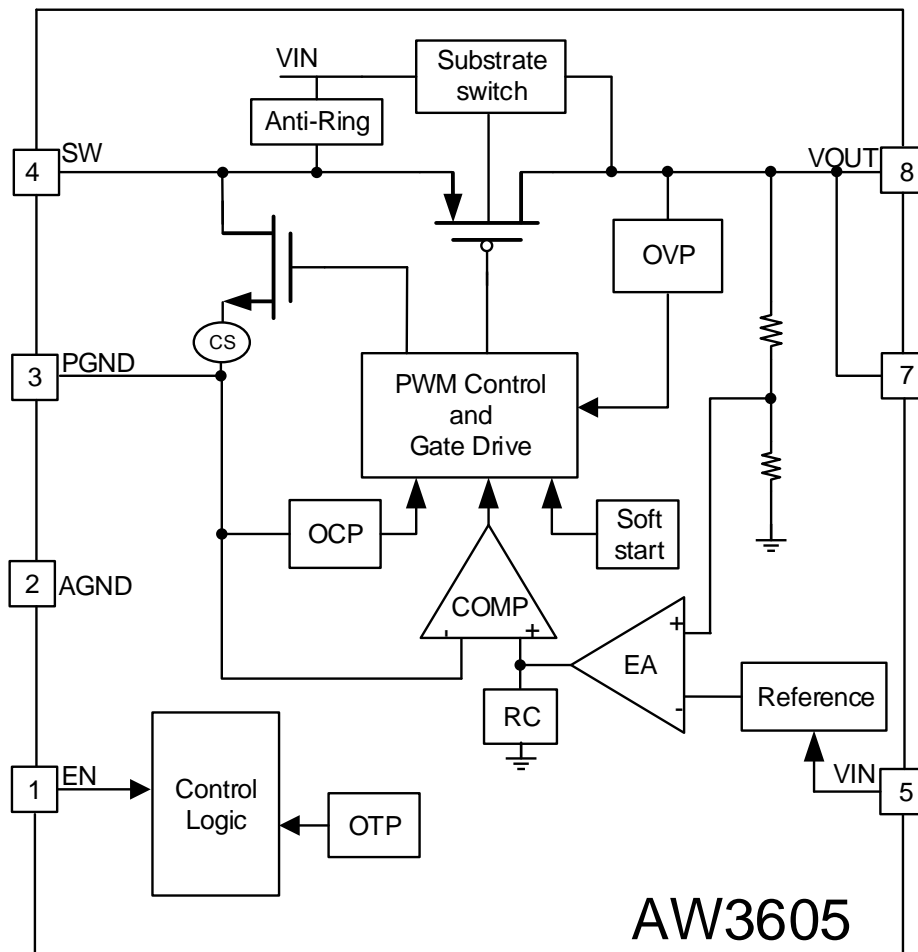 VIN
Substrate
switch
Anti-Ring
4
SW
VOUT
8
OVP
CS
3
PGND
7
PWM Control
and
Gate Drive
OCP
Soft
start
2
AGND
COMP
-
+
EA
+
-
RC
Reference
1
EN
Control
Logic
OTP
VIN
5
AW3605